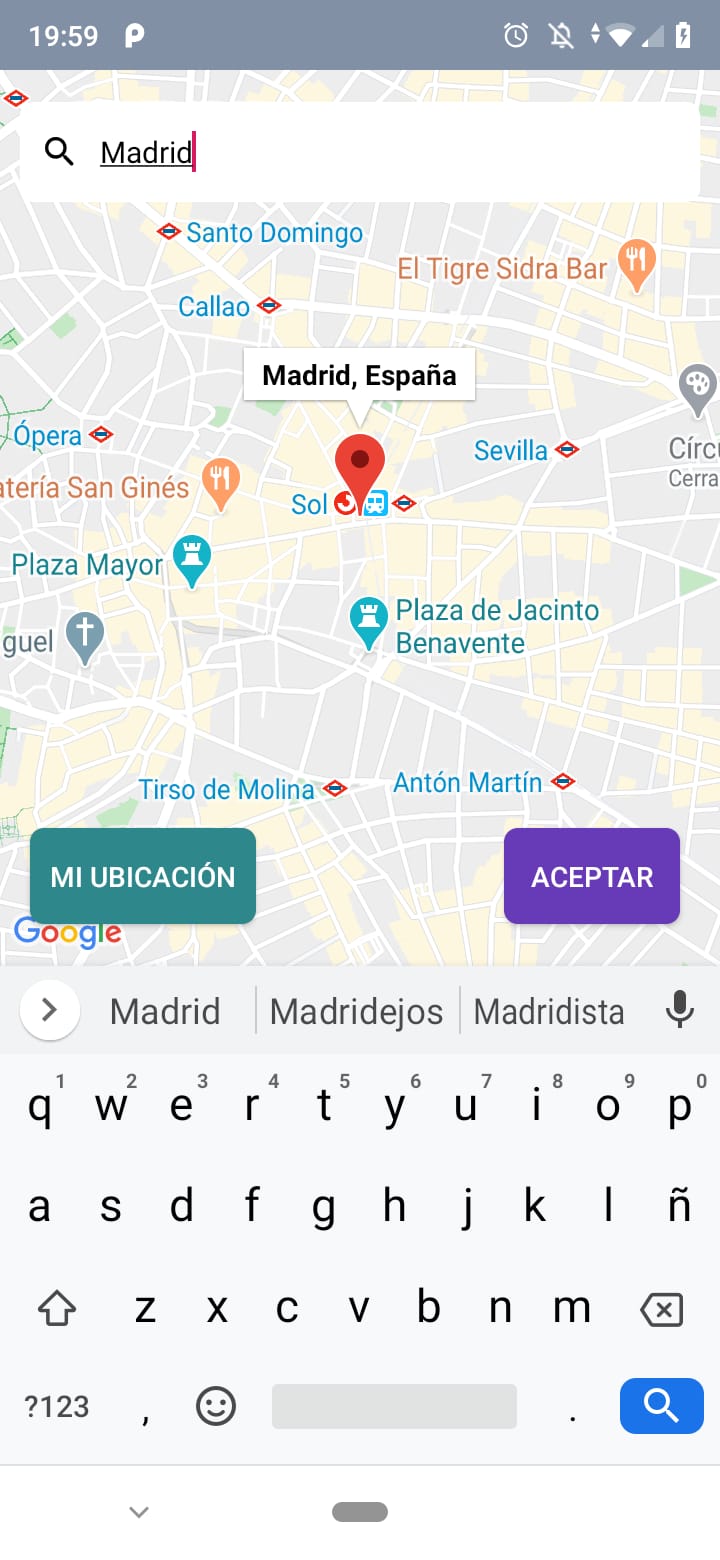 19:59
Madrid
Santo Domingo
El Tigre Sidra Bar
Callao
Madrid, España
Ópera
Sevilla
Círcu
Cerra
atería San Ginés
Sol
Plaza Mayor
Plaza de Jacinto
Benavente
guel
Tirso de Molina
Antón Martín
MI UBICACIÓN
ACEPTAR
Google
Madrid Madridejos Madridista
1 2 3 4 5 6 7 8 9 0
q w e r t y u i o p
a s d f g h j k l ñ
z x c v b n m
?123 , .